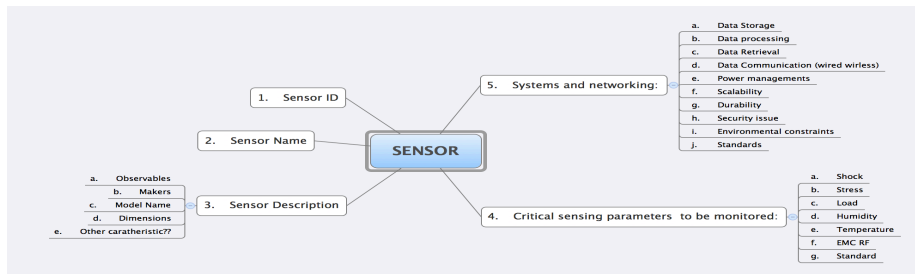 SENSOR
1. Sensor ID
2. Sensor Name
3. Sensor Description
a. Observables
b. Makers
c. Model Name
d. Dimensions
e. Other caratheristic??
4. Critical sensing parameters to be monitored:
a. Shock
b. Stress
c. Load
d. Humidity
e. Temperature
f. EMC RF
g. Standard
5. Systems and networking:
a. Data Storage
b. Data processing
c. Data Retrieval
d. Data Communication (wired wirless)
e. Power managements
f. Scalability
g. Durability
h. Security issue
i. Environmental constraints
j. Standards